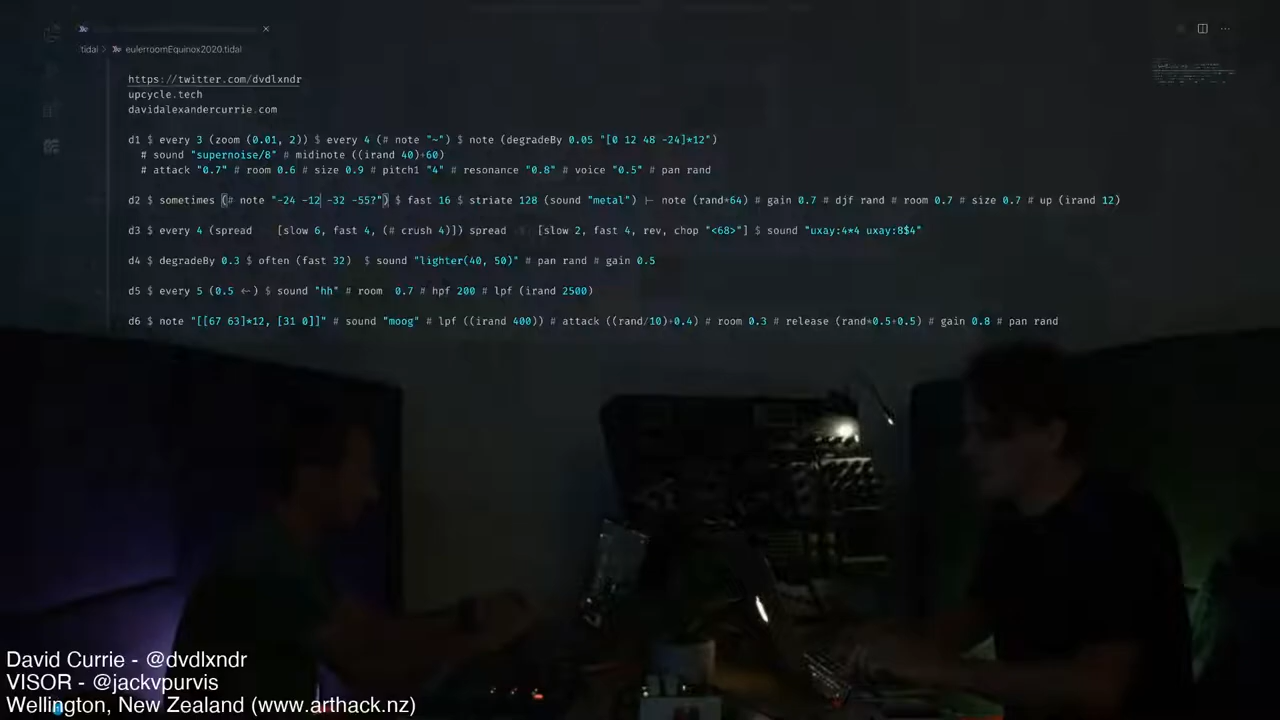 tidal > eulerroomEquinox2020.tidal
https://twitter.com/dvdlxndr
upcycle.tech
davidalexandercurrie.com
d1 $ every 3 (zoom (0.01, 2)) $ every 4 (# note "~") $ note (degradeBy 0.05 "[0 12 48 -24]*12")
# sound "supernoise/8" # midinote ((irand 40)+60)
# attack "0.7" # room 0.6 # size 0.9 # pitch1 "4" # resonance "0.8" # voice "0.5" # pan rand
d2 $ sometimes (# note "-24 -12 -32 -55?") $ fast 16 $ striate 128 (sound "metal") |- note (rand*64) # gain 0.7 # djf rand # room 0.7 # size 0.7 # up (irand 12)
d3 $ every 4 (spread [slow 6, fast 4, (# crush 4)]) spread [slow 2, fast 4, rev, chop "<68>"] $ sound "uxay:4*4 uxay:8$4"
d4 $ degradeBy 0.3 $ often (fast 32) $ sound "lighter(40, 50)" # pan rand # gain 0.5
d5 $ every 5 (0.5 <~) $ sound "hh" # room 0.7 # hpf 200 # lpf (irand 2500)
d6 $ note "[[67 63]*12, [31 0]]" # sound "moog" # lpf ((irand 400)) # attack ((rand/10)+0.4) # room 0.3 # release (rand*0.5+0.5) # gain 0.8 # pan rand
David Currie - @dvdlxndr
VISOR - @jackvpurvis
Wellington, New Zealand (www.arthack.nz)